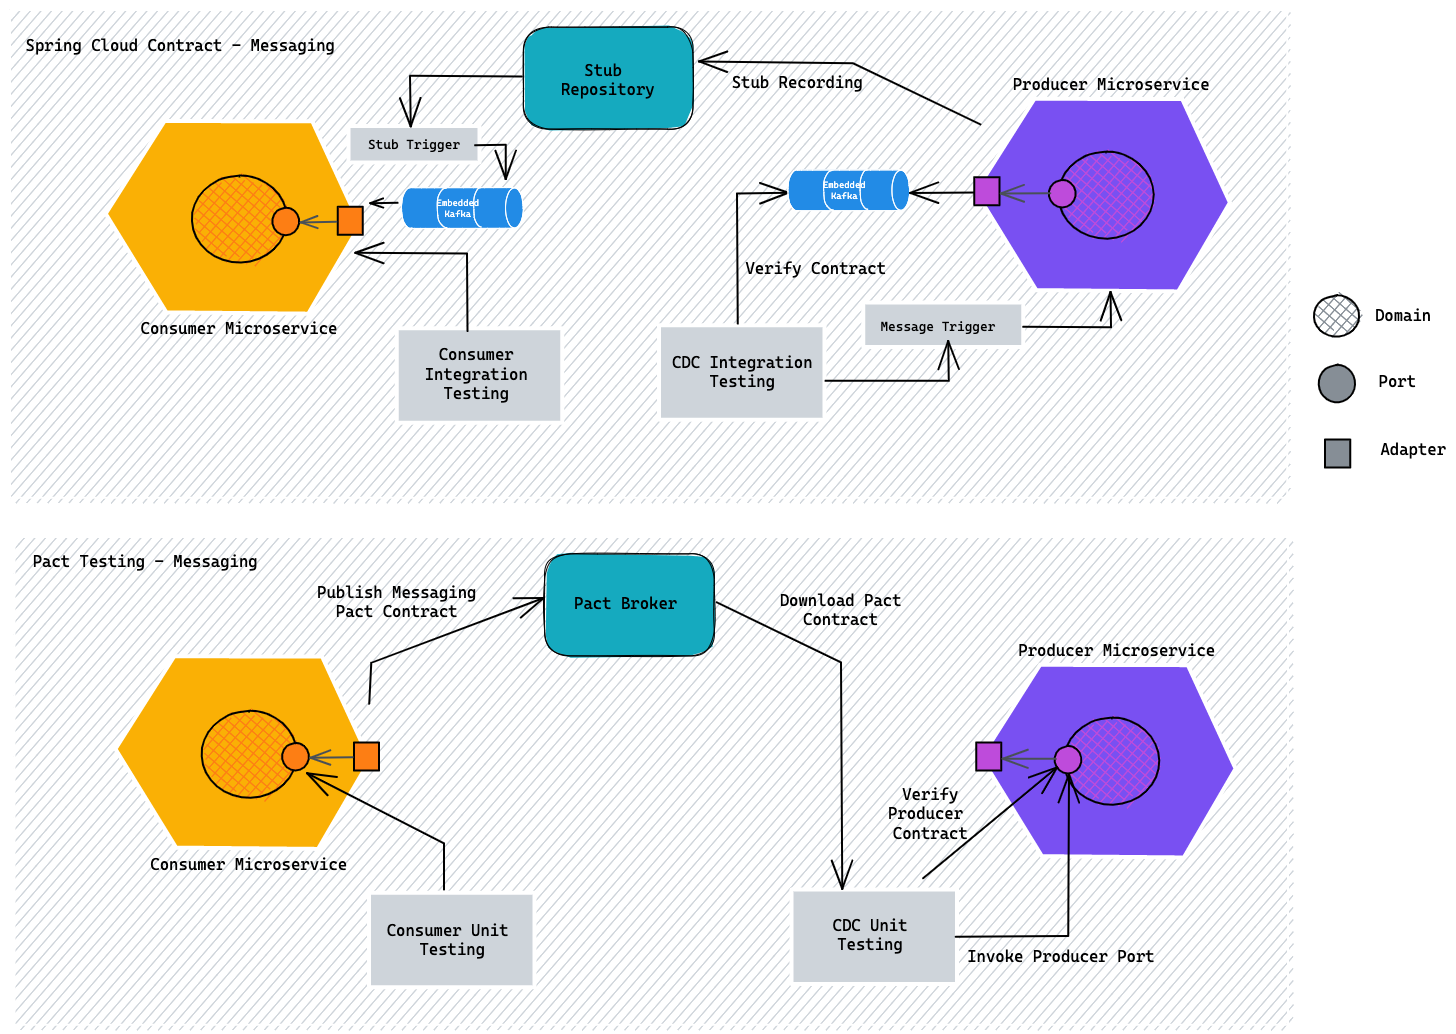 Spring Cloud Contract - Messaging
Stub
Repository
Stub Recording
Producer Microservice
Stub Trigger
Embedded
Kafka
Embedded
Kafka
Verify Contract
Consumer Microservice
Message Trigger
Consumer
Integration
Testing
CDC Integration
Testing
Domain
Port
Adapter
Pact Testing - Messaging
Publish Messaging
Pact Contract
Pact Broker
Download Pact
Contract
Producer Microservice
Verify
Producer
Contract
Consumer Microservice
Consumer Unit
Testing
CDC Unit
Testing
Invoke Producer Port